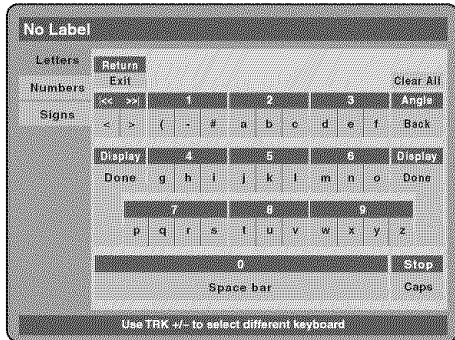 No Label
Letters
Numbers
Signs
Return
Exit
Clear All
<< >> 1 2 3 Angle
< > ( - # a b c d e f Back
Display 4 5 6 Display
Done g h i j k l m n o Done
7 8 9
p q r s t u v w x y z
0 Stop
Space bar Caps
Use TRK +/- to select different keyboard